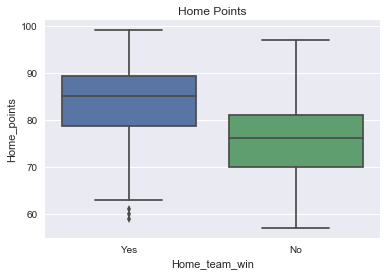 Home Points
100
90
80
70
60
Home_points
Yes
No
Home_team_win